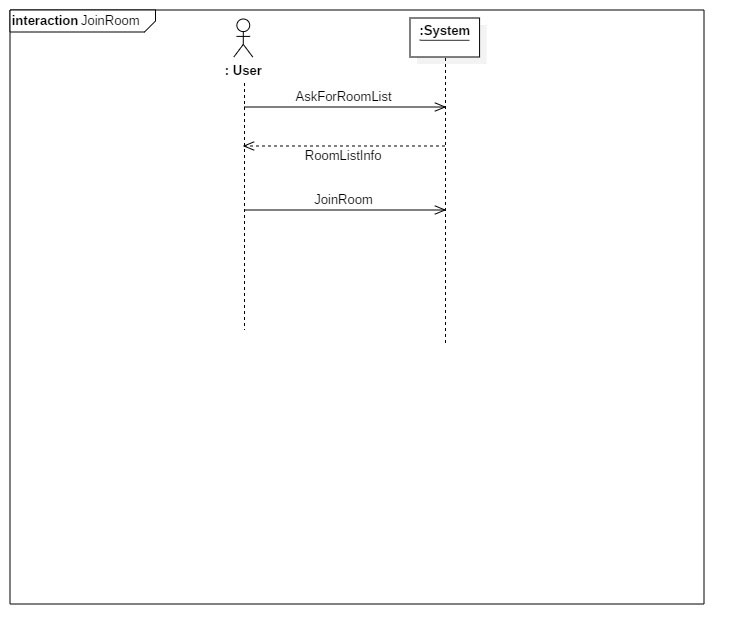 interaction JoinRoom
:System
: User
AskForRoomList
RoomListInfo
JoinRoom